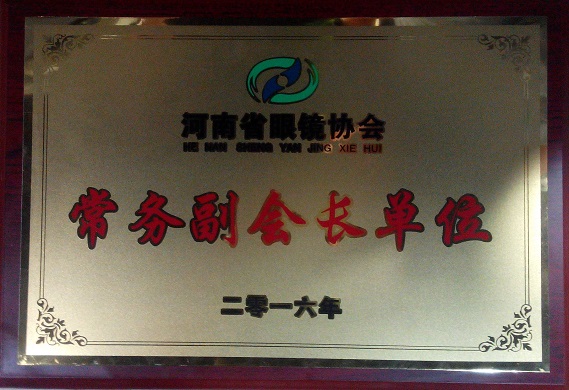 河南省眼镜协会
HE NAN SHENG YAN JING XIE HUI
常务副会长单位
二零一六年